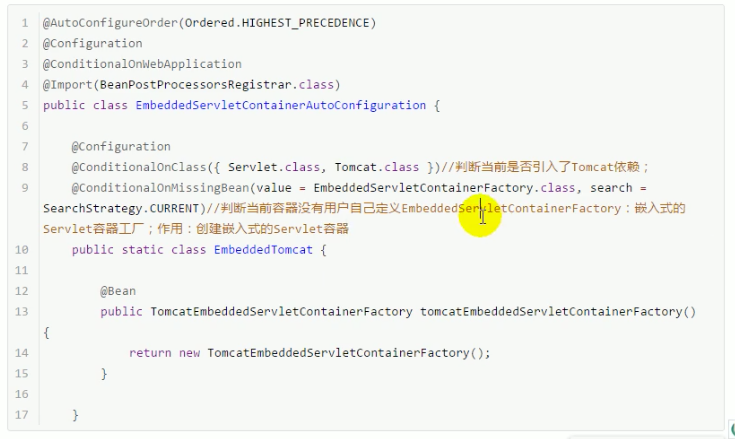 1 @AutoConfigureOrder(Ordered.HIGHEST_PRECEDENCE)
2 @Configuration
3 @ConditionalOnWebApplication
4 @Import(BeanPostProcessorsRegistrar.class)
5 public class EmbeddedServletContainerAutoConfiguration {
6
7     @Configuration
8     @ConditionalOnClass({ Servlet.class, Tomcat.class })//判断当前是否引入了Tomcat依赖；
9     @ConditionalOnMissingBean(value = EmbeddedServletContainerFactory.class, search =
SearchStrategy.CURRENT)//判断当前容器没有用户自己定义EmbeddedServletContainerFactory：嵌入式的
Servlet容器工厂；作用：创建嵌入式的Servlet容器
10     public static class EmbeddedTomcat {
11
12         @Bean
13         public TomcatEmbeddedServletContainerFactory tomcatEmbeddedServletContainerFactory()
{
14             return new TomcatEmbeddedServletContainerFactory();
15         }
16
17     }